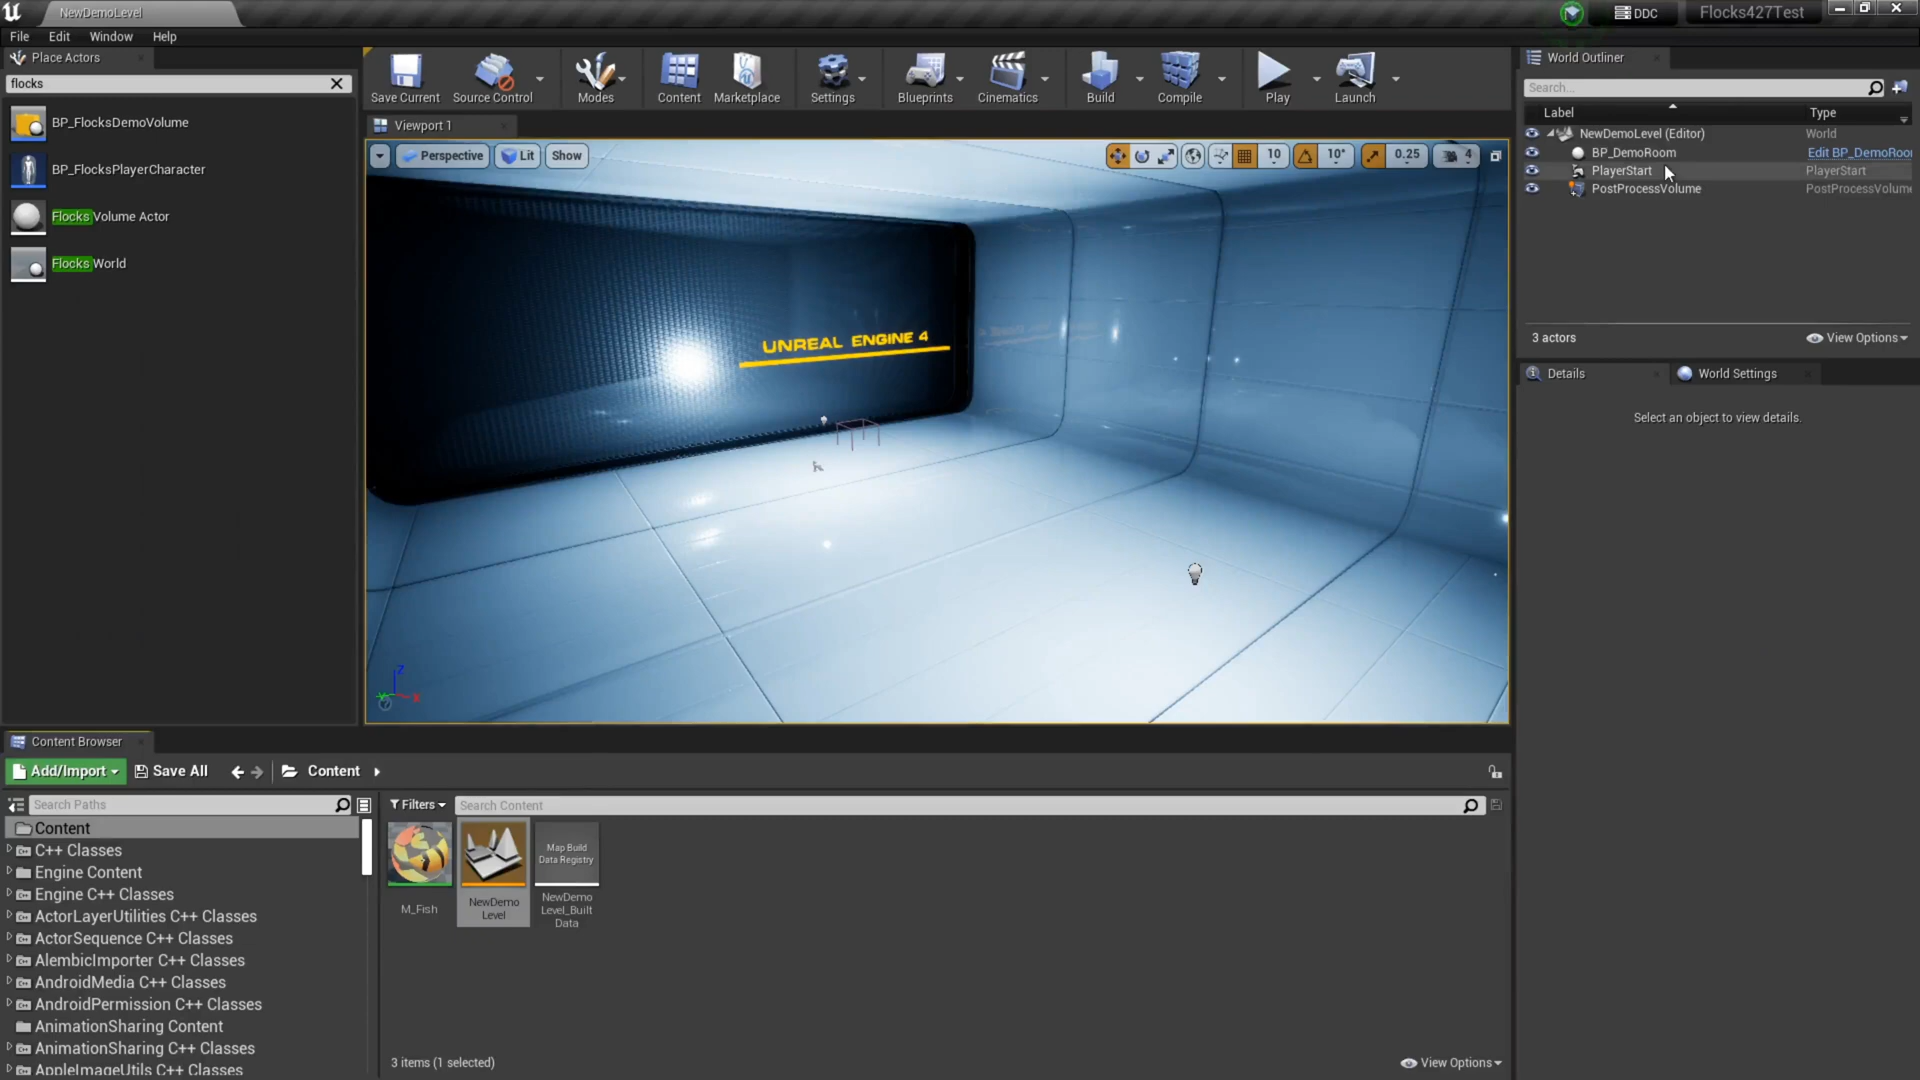 NewDemoLevel
DDC
Flocks427Test
File Edit Window Help
Place Actors
flocks
BP_FlocksDemoVolume
BP_FlocksPlayerCharacter
Flocks Volume Actor
Flocks World
Save Current
Source Control
Modes
Content
Marketplace
Settings
Blueprints
Cinematics
Build
Compile
Play
Launch
Viewport 1
Perspective
Lit
Show
10
10°
0.25
4
UNREAL ENGINE 4
Z
X
Y
World Outliner
Search...
Label Type
NewDemoLevel (Editor) World
BP_DemoRoom Edit BP_DemoRoo
PlayerStart PlayerStart
PostProcessVolume PostProcessVolume
3 actors
View Options
Details
World Settings
Select an object to view details.
Content Browser
Add/Import
Save All
Content
Search Paths
Content
C++ Classes
Engine Content
Engine C++ Classes
ActorLayerUtilities C++ Classes
ActorSequence C++ Classes
AlembicImporter C++ Classes
AndroidMedia C++ Classes
AndroidPermission C++ Classes
AnimationSharing Content
AnimationSharing C++ Classes
AppleImageUtils C++ Classes
Filters
Search Content
M_Fish
NewDemo
Level
Map Build
Data Registry
NewDemo
Level_Built
Data
3 items (1 selected)
View Options